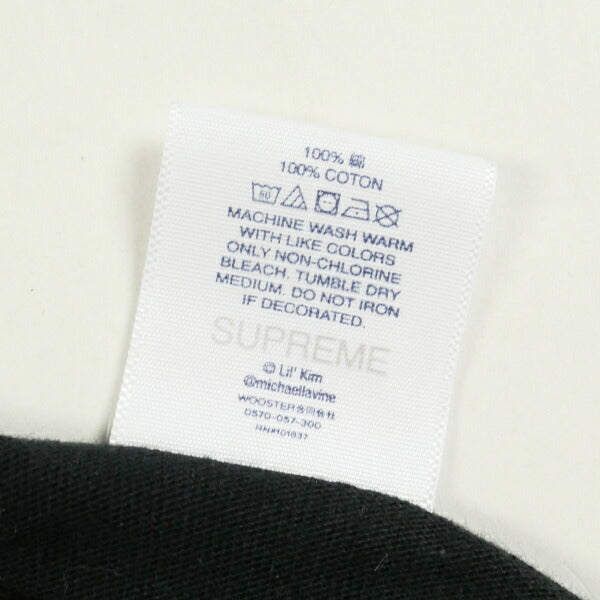 100% 綿
100% COTON
60
MACHINE WASH WARM
WITH LIKE COLORS
ONLY NON-CHLORINE
BLEACH. TUMBLE DRY
MEDIUM. DO NOT IRON
IF DECORATED.
SUPREME
© Lil' Kim
@michaellavine
WOOSTER合同会社
0570-057-300
RN#101837